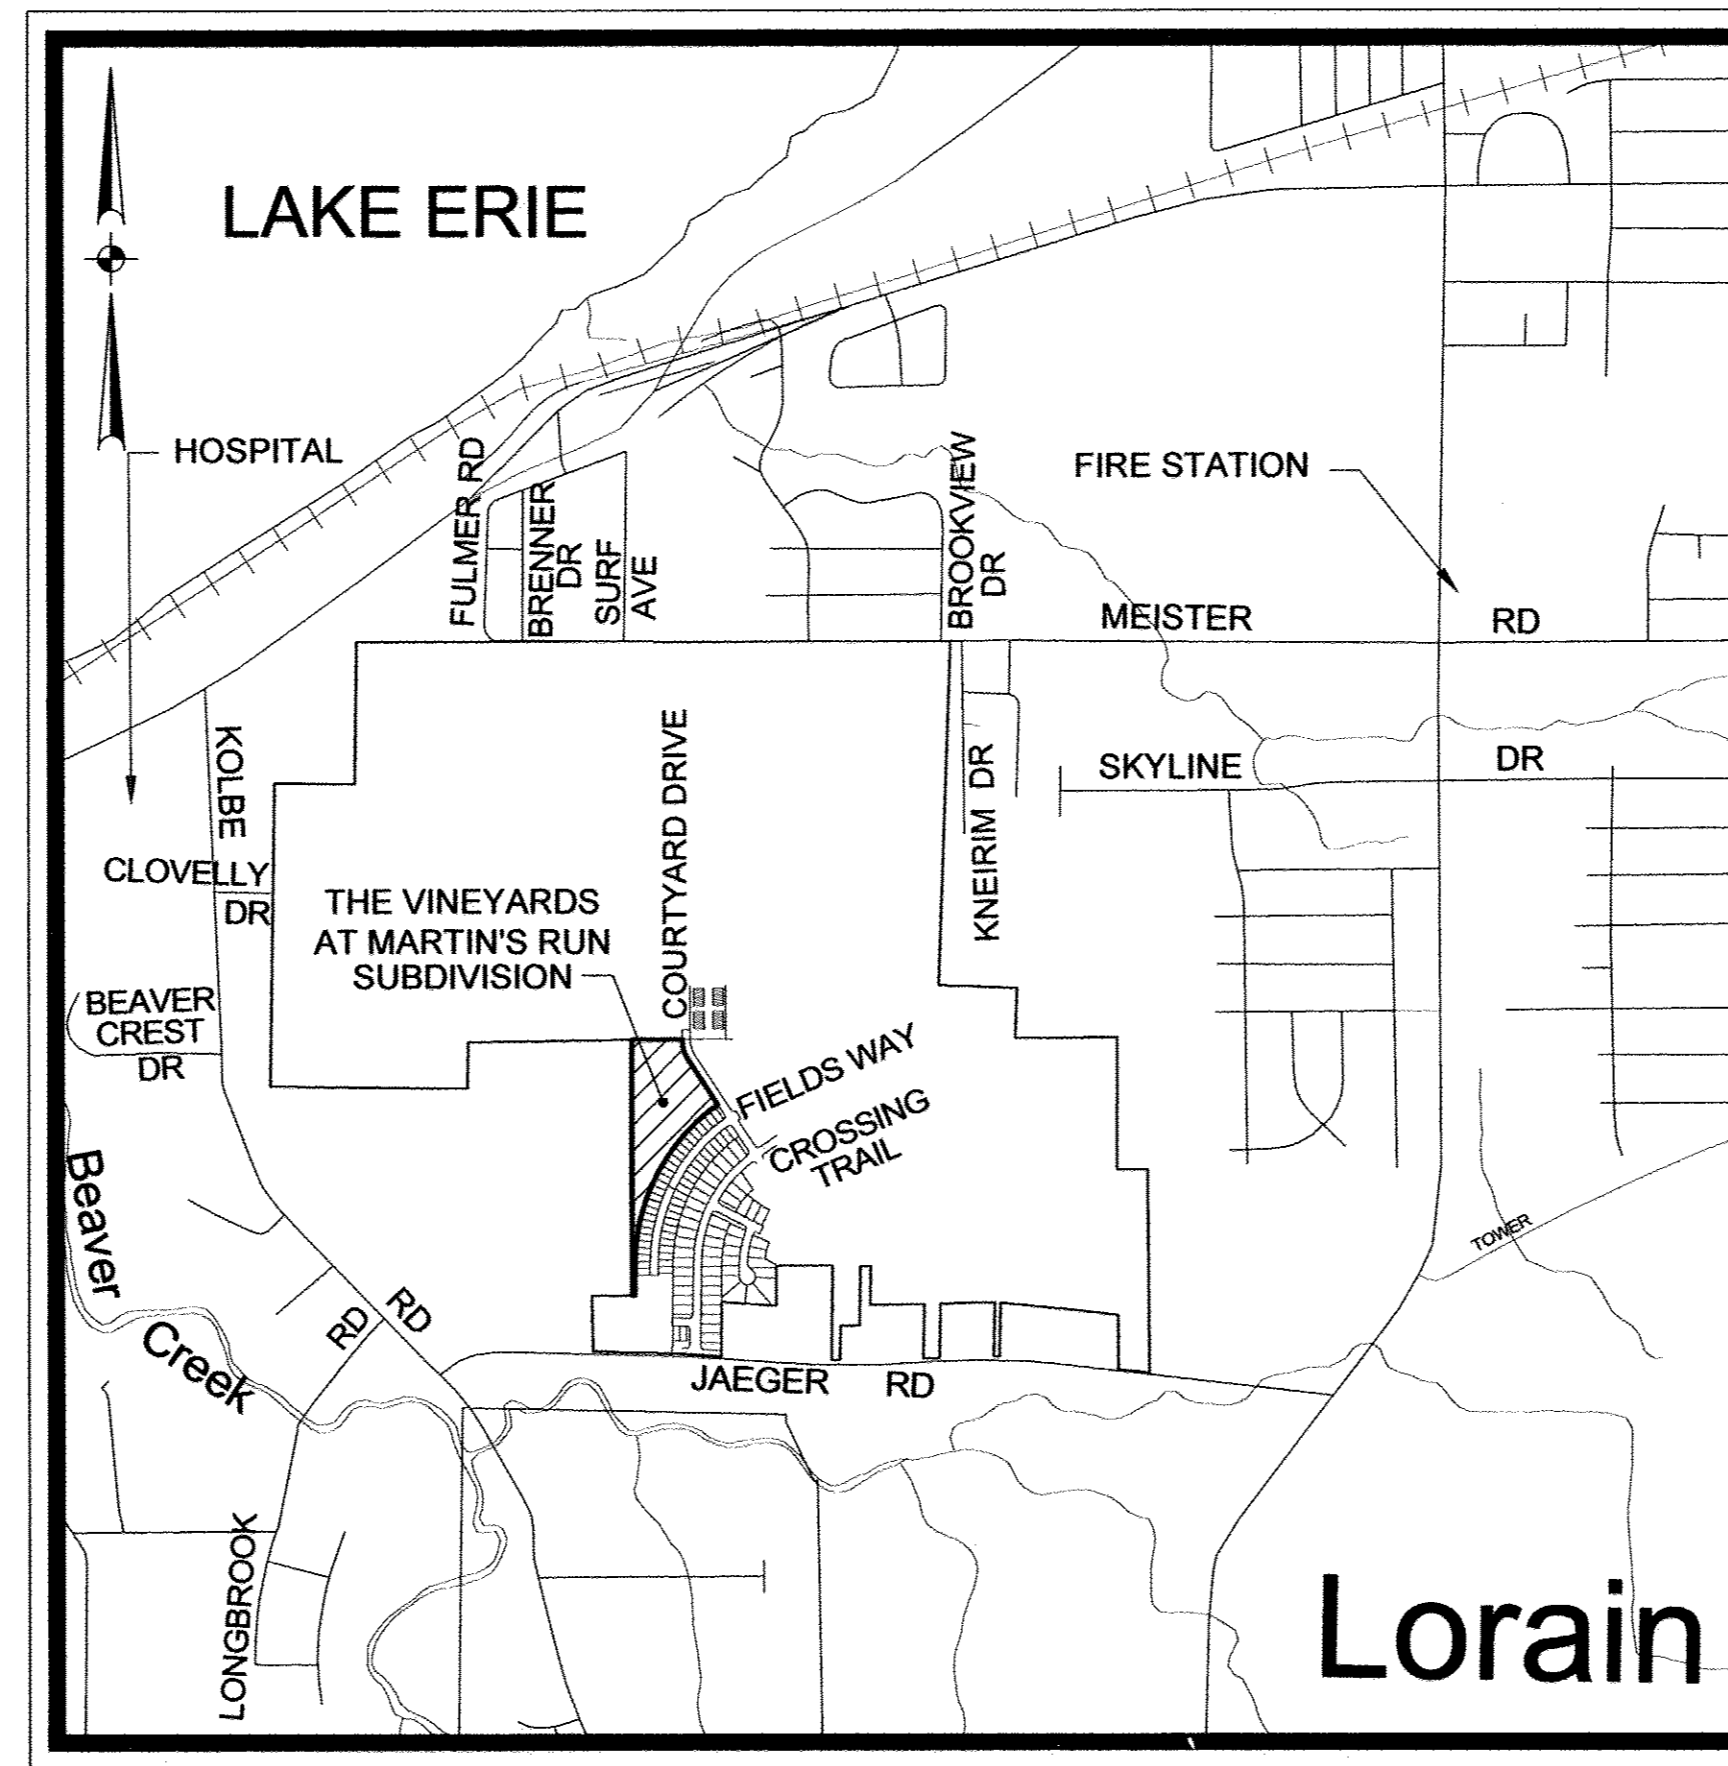 LAKE ERIE
HOSPITAL
FULMER RD
BRENNER
DR
SURF
AVE
BROOKVIEW
DR
FIRE STATION
MEISTER RD
KOLBE
COURTYARD DRIVE
KNEIRIM DR
SKYLINE DR
CLOVELLY
DR
THE VINEYARDS
AT MARTIN'S RUN
SUBDIVISION
BEAVER
CREST
DR
FIELDS WAY
CROSSING
TRAIL
Beaver
Creek
TOWER
RD
RD
JAEGER RD
LONGBROOK
Lorain